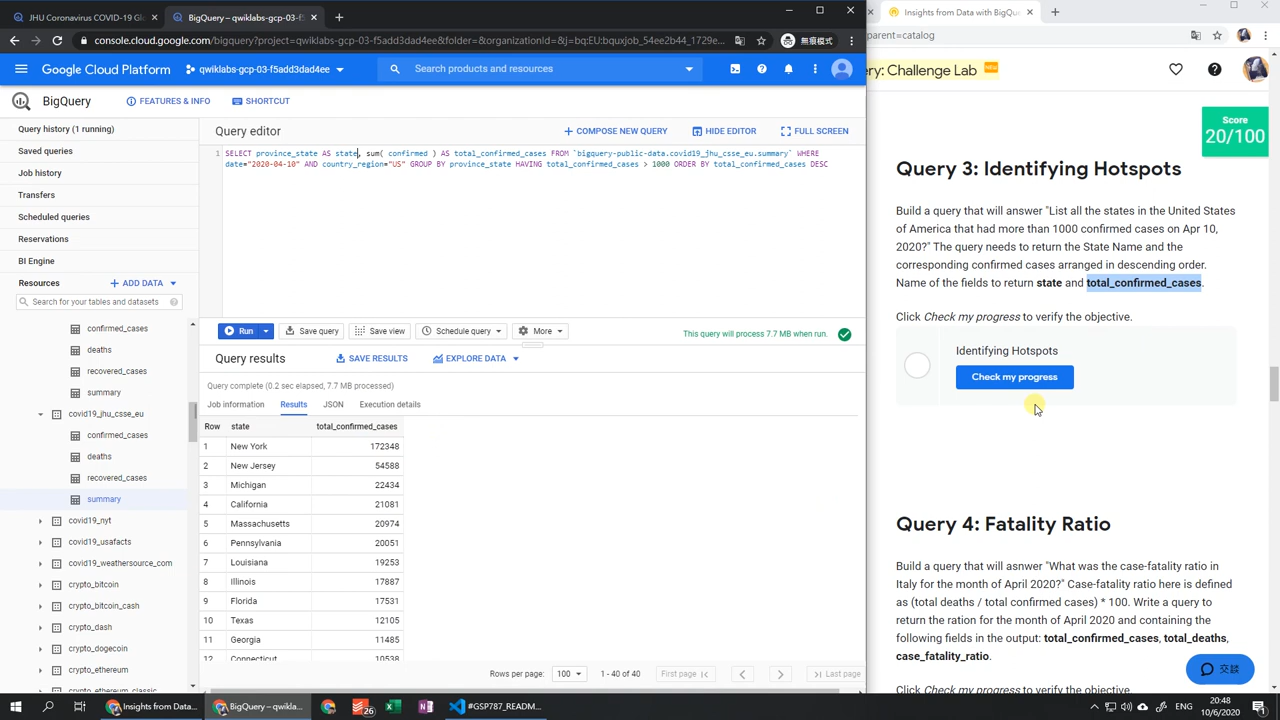 JHU Coronavirus COVID-19 Glo
BigQuery – qwiklabs-gcp-03-f5
console.cloud.google.com/bigquery?project=qwiklabs-gcp-03-f5add3dad4ee&folder=&organizationId=&j=bq:EU:bquxjob_54ee2b44_1729e...
無痕模式
Google Cloud Platform
qwiklabs-gcp-03-f5add3dad4ee
Search products and resources
BigQuery
FEATURES & INFO
SHORTCUT
Query history (1 running)
Saved queries
Job history
Transfers
Scheduled queries
Reservations
BI Engine
Resources
ADD DATA
Search for your tables and datasets
confirmed_cases
deaths
recovered_cases
summary
covid19_jhu_csse_eu
confirmed_cases
deaths
recovered_cases
summary
covid19_nyt
covid19_usafacts
covid19_weathersource_com
crypto_bitcoin
crypto_bitcoin_cash
crypto_dash
crypto_dogecoin
crypto_ethereum
crypto_ethereum_classic
Query editor
COMPOSE NEW QUERY
HIDE EDITOR
FULL SCREEN
1 SELECT province_state AS state, sum( confirmed ) AS total_confirmed_cases FROM `bigquery-public-data.covid19_jhu_csse_eu.summary` WHERE
date="2020-04-10" AND country_region="US" GROUP BY province_state HAVING total_confirmed_cases > 1000 ORDER BY total_confirmed_cases DESC
Run
Save query
Save view
Schedule query
More
This query will process 7.7 MB when run.
Query results
SAVE RESULTS
EXPLORE DATA
Query complete (0.2 sec elapsed, 7.7 MB processed)
Job information
Results
JSON
Execution details
Row state total_confirmed_cases
1 New York 172348
2 New Jersey 54588
3 Michigan 22434
4 California 21081
5 Massachusetts 20974
6 Pennsylvania 20051
7 Louisiana 19253
8 Illinois 17887
9 Florida 17531
10 Texas 12105
11 Georgia 11485
12 Connecticut 10538
Rows per page: 100
1 - 40 of 40
First page
Last page
Insights from Data with BigQu
parent=catalog
ery: Challenge Lab
NEW
Score
20/100
Query 3: Identifying Hotspots
Build a query that will answer "List all the states in the United States
of America that had more than 1000 confirmed cases on Apr 10,
2020?" The query needs to return the State Name and the
corresponding confirmed cases arranged in descending order.
Name of the fields to return state and total_confirmed_cases.
Click Check my progress to verify the objective.
Identifying Hotspots
Check my progress
Query 4: Fatality Ratio
Build a query that will asnwer "What was the case-fatality ratio in
Italy for the month of April 2020?" Case-fatality ratio here is defined
as (total deaths / total confirmed cases) * 100. Write a query to
return the ration for the month of April 2020 and containing the
following fields in the output: total_confirmed_cases, total_deaths,
case_fatality_ratio.
Click Check my progress to verify the objective.
交談
Insights from Data...
BigQuery – qwikla...
26
#GSP787_READM...
ENG
20:48
10/6/2020
1